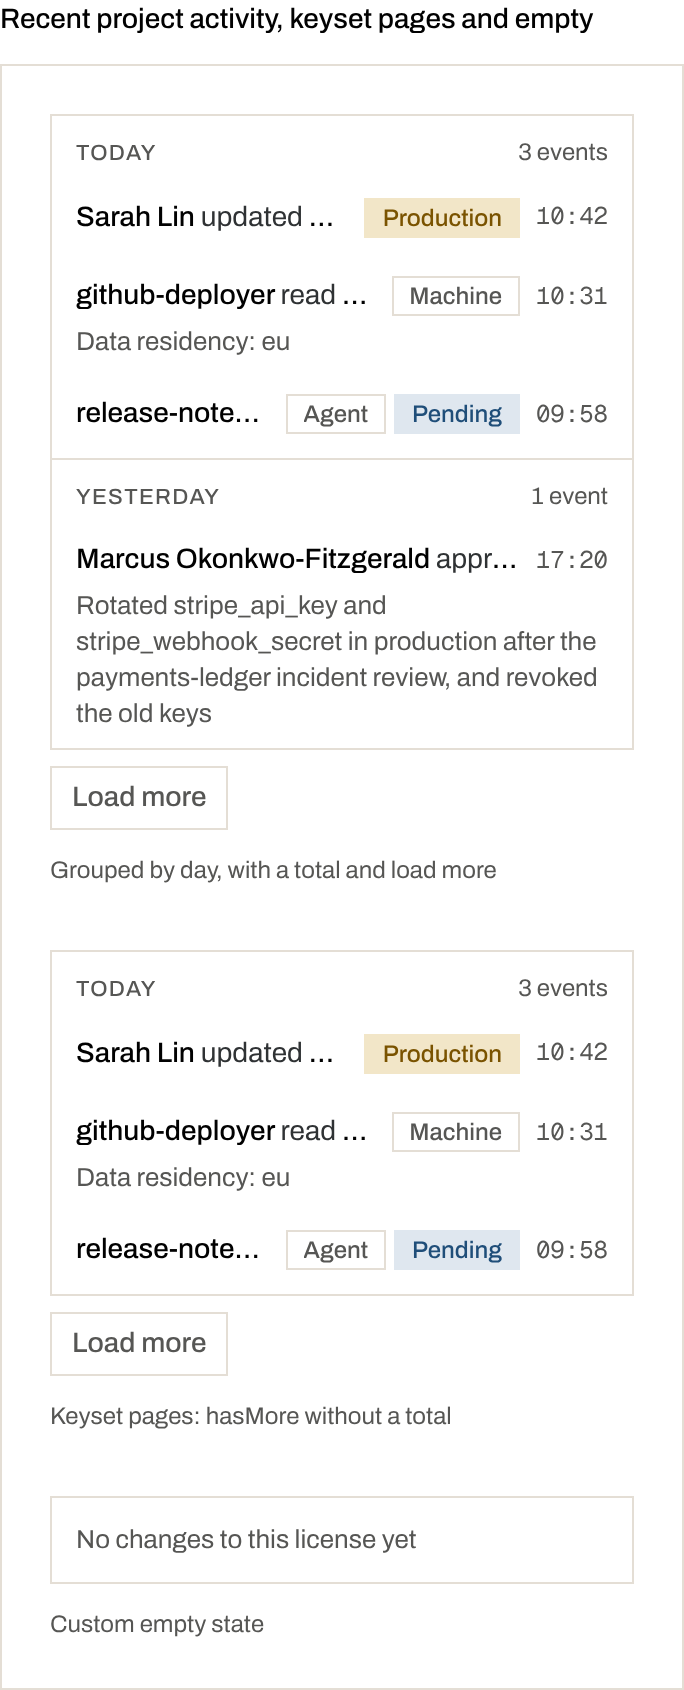 Recent project activity, keyset pages and empty
TODAY 3 events
Sarah Lin updated ... Production 10:42
github-deployer read ... Machine 10:31
Data residency: eu
release-note... Agent Pending 09:58
YESTERDAY 1 event
Marcus Okonkwo-Fitzgerald appr... 17:20
Rotated stripe_api_key and
stripe_webhook_secret in production after the
payments-ledger incident review, and revoked
the old keys
Load more
Grouped by day, with a total and load more
TODAY 3 events
Sarah Lin updated ... Production 10:42
github-deployer read ... Machine 10:31
Data residency: eu
release-note... Agent Pending 09:58
Load more
Keyset pages: hasMore without a total
No changes to this license yet
Custom empty state